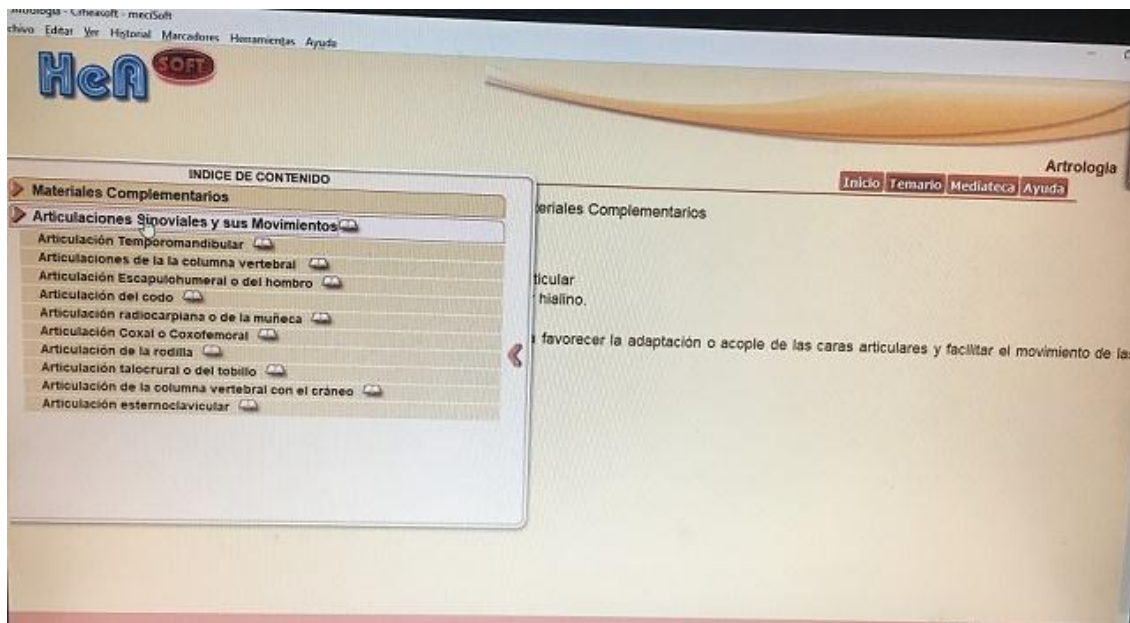 Editar Ver Historial Marcadores Herramientas Ayuda
HeA SOFT
Artrologia
Inicio Temario Mediateca Ayuda
INDICE DE CONTENIDO
Materiales Complementarios
Articulaciones Sinoviales y sus Movimientos
Articulación Temporomandibular
Articulaciones de la la columna vertebral
Articulación Escapulohumeral o del hombro
Articulación del codo
Articulación radiocarpiana o de la muñeca
Articulación Coxal o Coxofemoral
Articulación de la rodilla
Articulación talocrural o del tobillo
Articulación de la columna vertebral con el cráneo
Articulación esternoclavicular
eriales Complementarios
ticular
hialino.
favorecer la adaptación o acople de las caras articulares y facilitar el movimiento de la